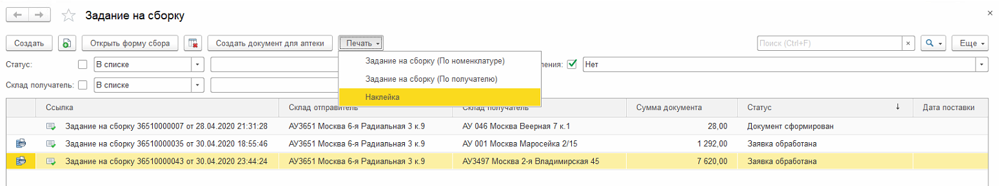 Задание на сборку
Создать Открыть форму сбора Создать документ для аптеки Печать Поиск (Ctrl+F) × Еще
Задание на сборку (По номенклатуре)
Статус: В списке ления: Нет
Задание на сборку (По получателю)
Склад получатель: В списке
Наклейка
Ссылка Склад отправитель Склад получатель Сумма документа Статус ↓ Дата поставки
Задание на сборку 36510000007 от 28.04.2020 21:31:28 АУ3651 Москва 6-я Радиальная 3 к.9 АУ 046 Москва Веерная 7 к.1 28,00 Документ сформирован
Задание на сборку 36510000035 от 30.04.2020 18:55:46 АУ3651 Москва 6-я Радиальная 3 к.9 АУ 001 Москва Маросейка 2/15 1 292,00 Заявка обработана
Задание на сборку 36510000043 от 30.04.2020 23:44:24 АУ3651 Москва 6-я Радиальная 3 к.9 АУ3497 Москва 2-я Владимирская 45 7 620,00 Заявка обработана